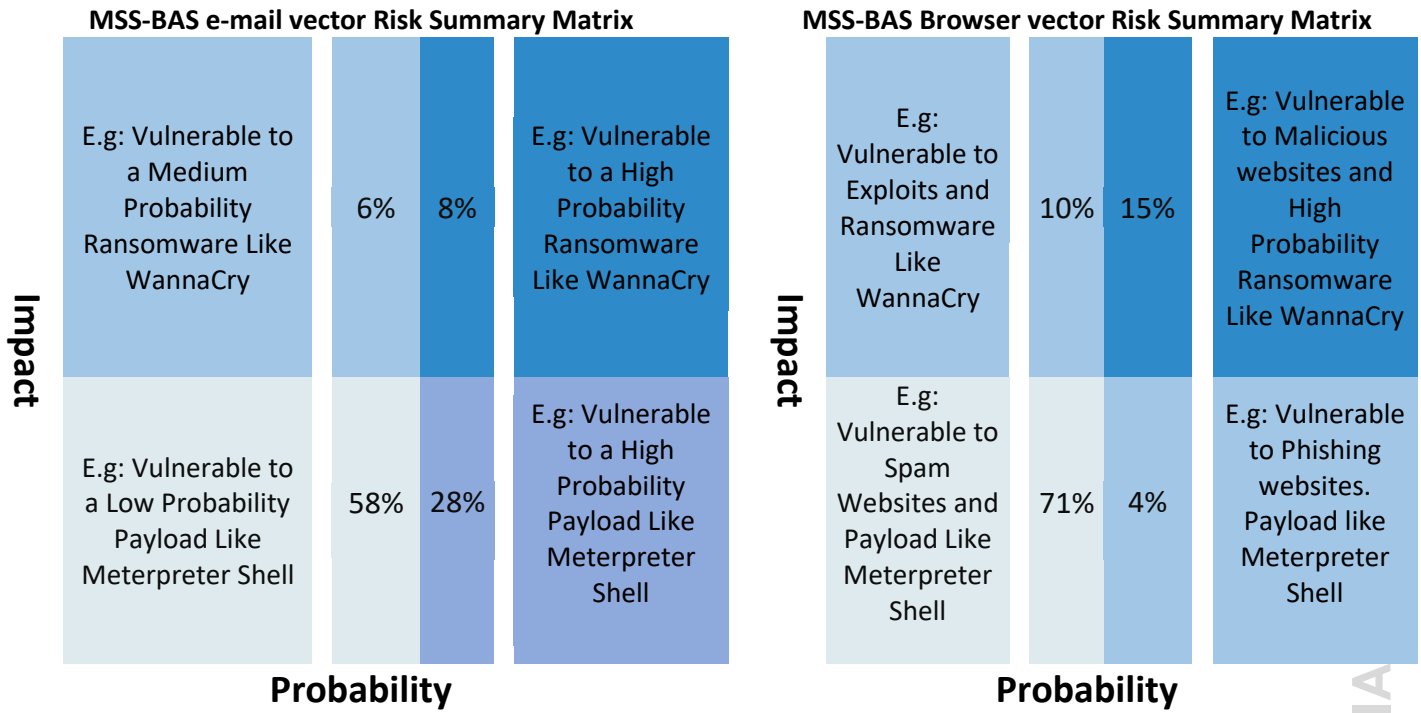 MSS-BAS e-mail vector Risk Summary Matrix
E.g: Vulnerable to
a Medium
Probability
Ransomware Like
WannaCry
6%
8%
E.g: Vulnerable
to a High
Probability
Ransomware
Like WannaCry
Impact
E.g: Vulnerable to
a Low Probability
Payload Like
Meterpreter Shell
58%
28%
E.g: Vulnerable
to a High
Probability
Payload Like
Meterpreter
Shell
Probability
MSS-BAS Browser vector Risk Summary Matrix
E.g:
Vulnerable to
Exploits and
Ransomware
Like
WannaCry
10%
15%
E.g: Vulnerable
to Malicious
websites and
High
Probability
Ransomware
Like WannaCry
Impact
E.g:
Vulnerable to
Spam
Websites and
Payload Like
Meterpreter
Shell
71%
4%
E.g: Vulnerable
to Phishing
websites.
Payload like
Meterpreter
Shell
Probability
IA